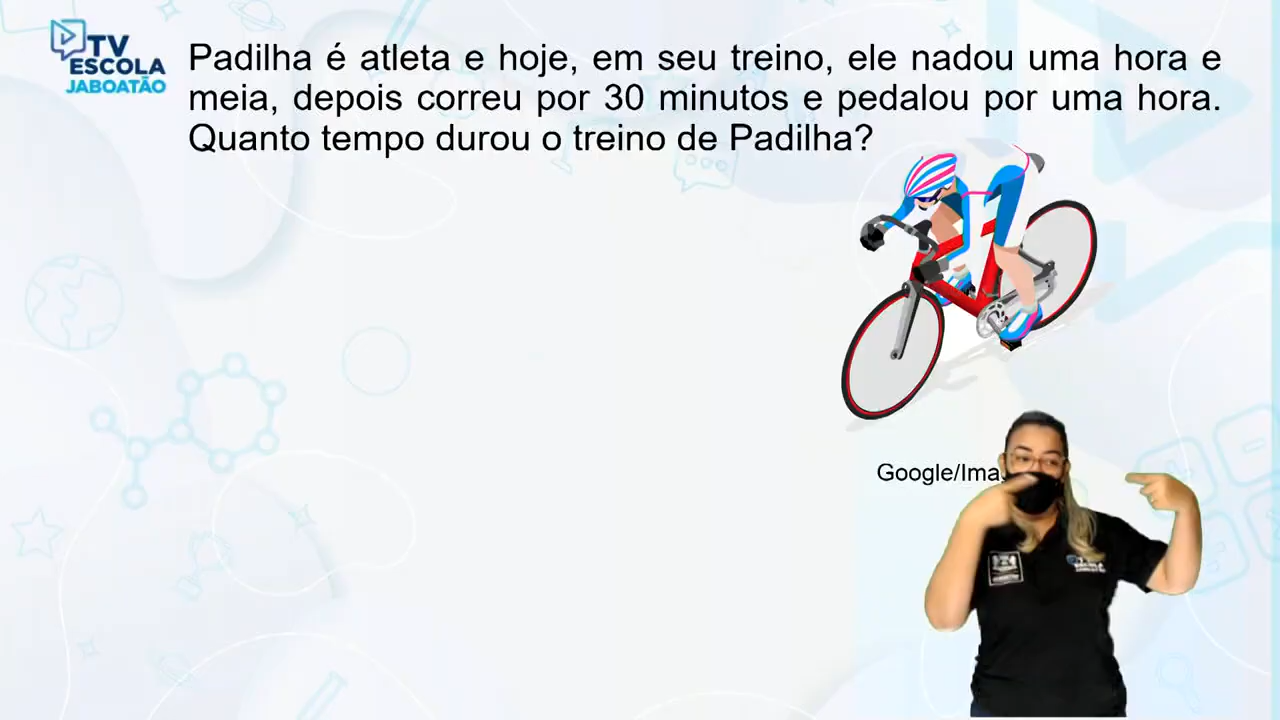 TV
ESCOLA
JABOATÃO
Padilha é atleta e hoje, em seu treino, ele nadou uma hora e
meia, depois correu por 30 minutos e pedalou por uma hora.
Quanto tempo durou o treino de Padilha?
Google/Ima